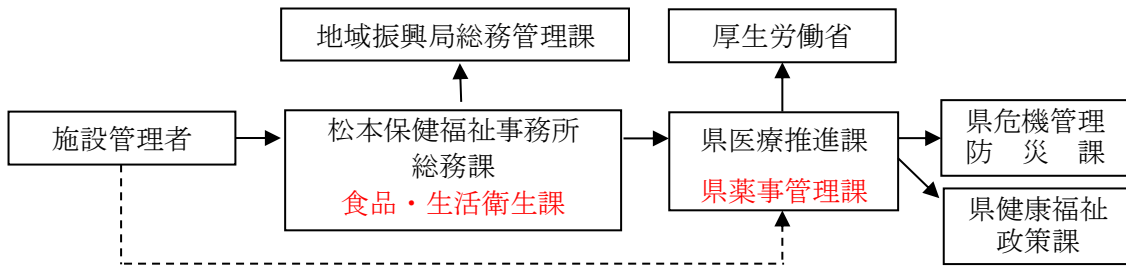 地域振興局総務管理課
厚生労働省
施設管理者
松本保健福祉事務所
総務課
食品・生活衛生課
県医療推進課
県薬事管理課
県危機管理
防災課
県健康福祉
政策課